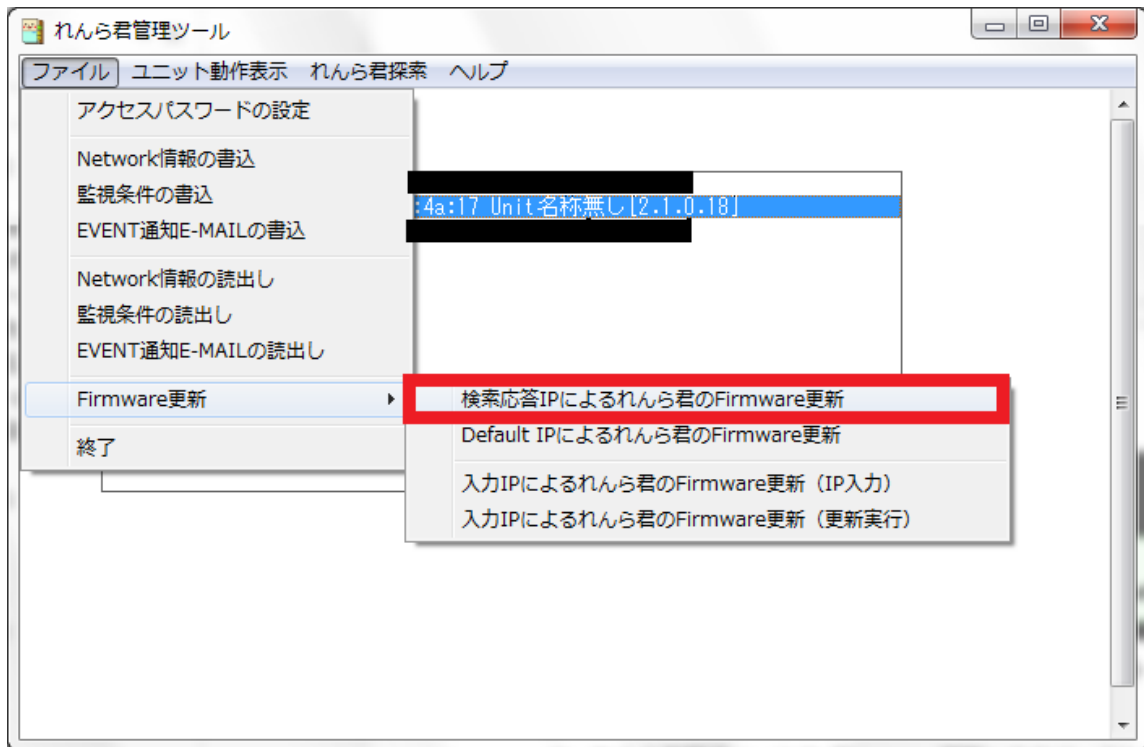 れんら君管理ツール
ファイル ユニット動作表示 れんら君探索 ヘルプ
アクセスパスワードの設定
Network情報の書込
監視条件の書込
:4a:17 Unit名称無し[2.1.0.18]
EVENT通知E-MAILの書込
Network情報の読出し
監視条件の読出し
EVENT通知E-MAILの読出し
Firmware更新
検索応答IPによるれんら君のFirmware更新
Default IPによるれんら君のFirmware更新
終了
入力IPによるれんら君のFirmware更新（IP入力）
入力IPによるれんら君のFirmware更新（更新実行）